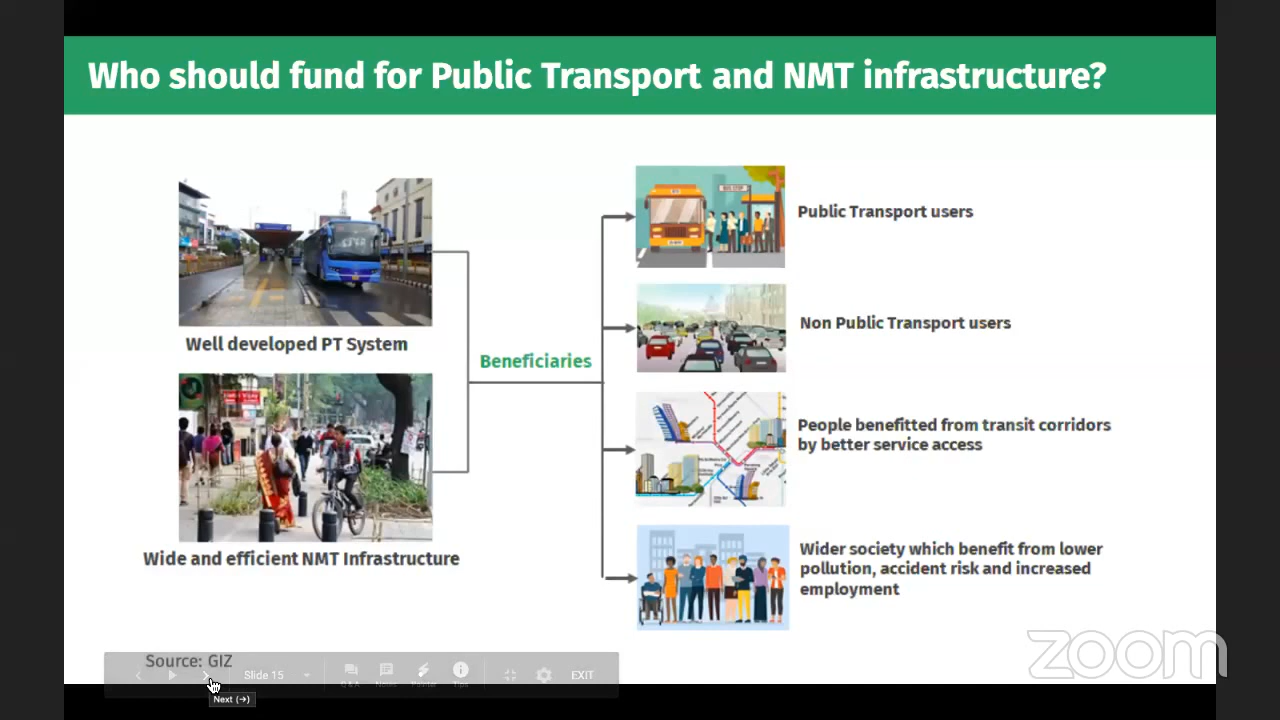 Who should fund for Public Transport and NMT infrastructure?
BUS STOP
Public Transport users
Well developed PT System
Non Public Transport users
Beneficiaries
People benefitted from transit corridors
by better service access
Wide and efficient NMT Infrastructure
Wider society which benefit from lower
pollution, accident risk and increased
employment
Source: GIZ
Slide 15
Q&A
Notes
Pointer
Tips
EXIT
Next (→)
zoom